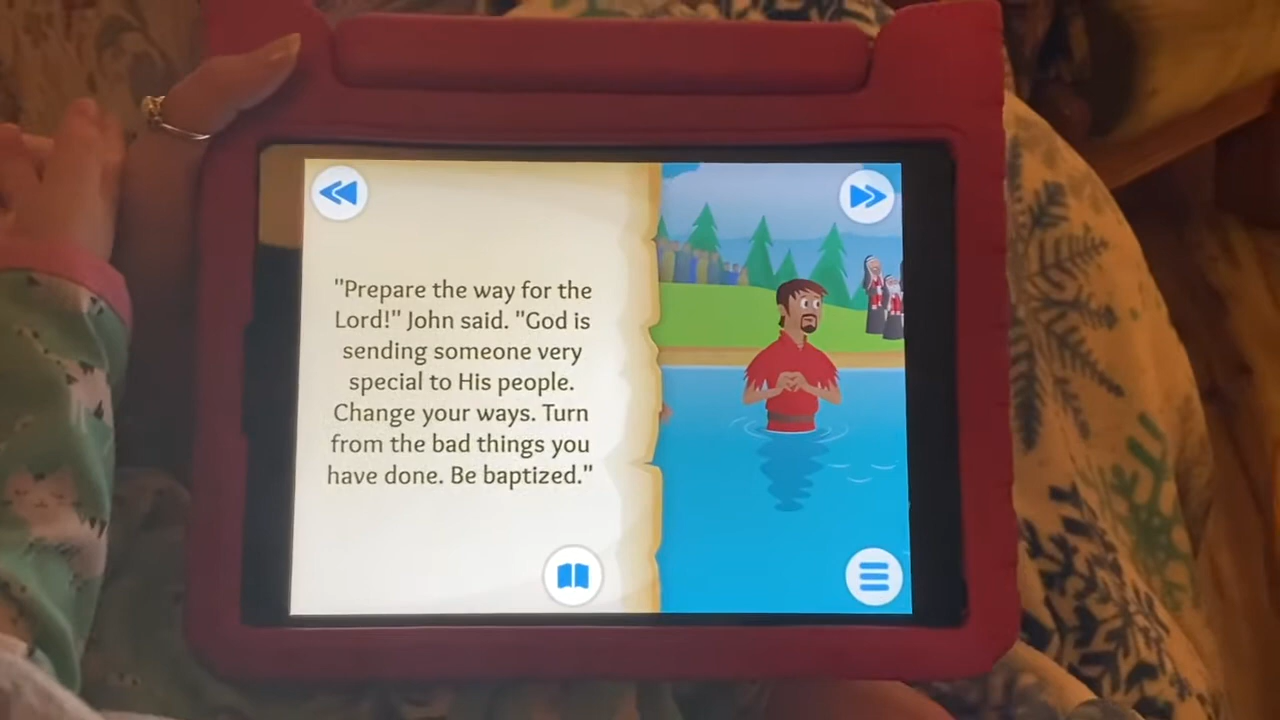 "Prepare the way for the
Lord!" John said. "God is
sending someone very
special to His people.
Change your ways. Turn
from the bad things you
have done. Be baptized."